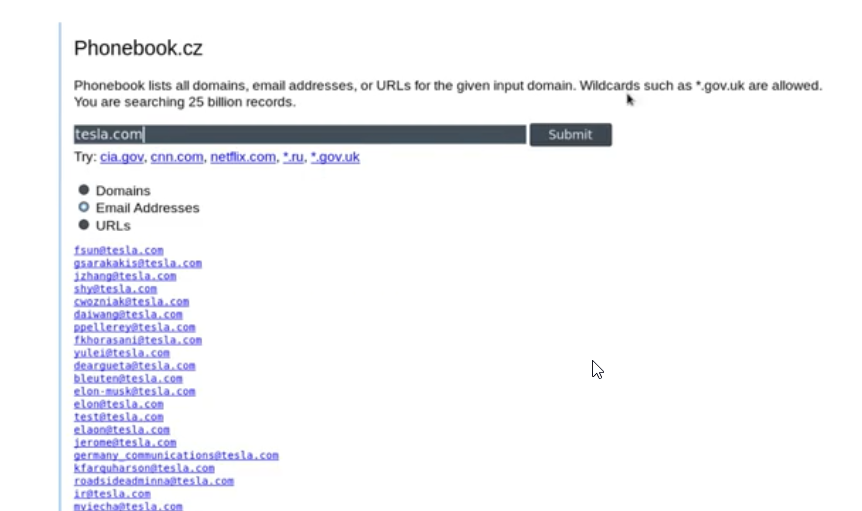 Phonebook.cz
Phonebook lists all domains, email addresses, or URLs for the given input domain. Wildcards such as *.gov.uk are allowed.
You are searching 25 billion records.
tesla.com
Submit
Try: cia.gov, cnn.com, netflix.com, *.ru, *.gov.uk
Domains
Email Addresses
URLs
fsun@tesla.com
gsarakakis@tesla.com
jzhang@tesla.com
shy@tesla.com
cwozniak@tesla.com
daiwang@tesla.com
ppellerey@tesla.com
fkhorasani@tesla.com
yulei@tesla.com
deargueta@tesla.com
bleuten@tesla.com
elon-musk@tesla.com
elon@tesla.com
test@tesla.com
elaon@tesla.com
jerome@tesla.com
germany_communications@tesla.com
kfarquharson@tesla.com
roadsideadminna@tesla.com
ir@tesla.com
mviecha@tesla.com